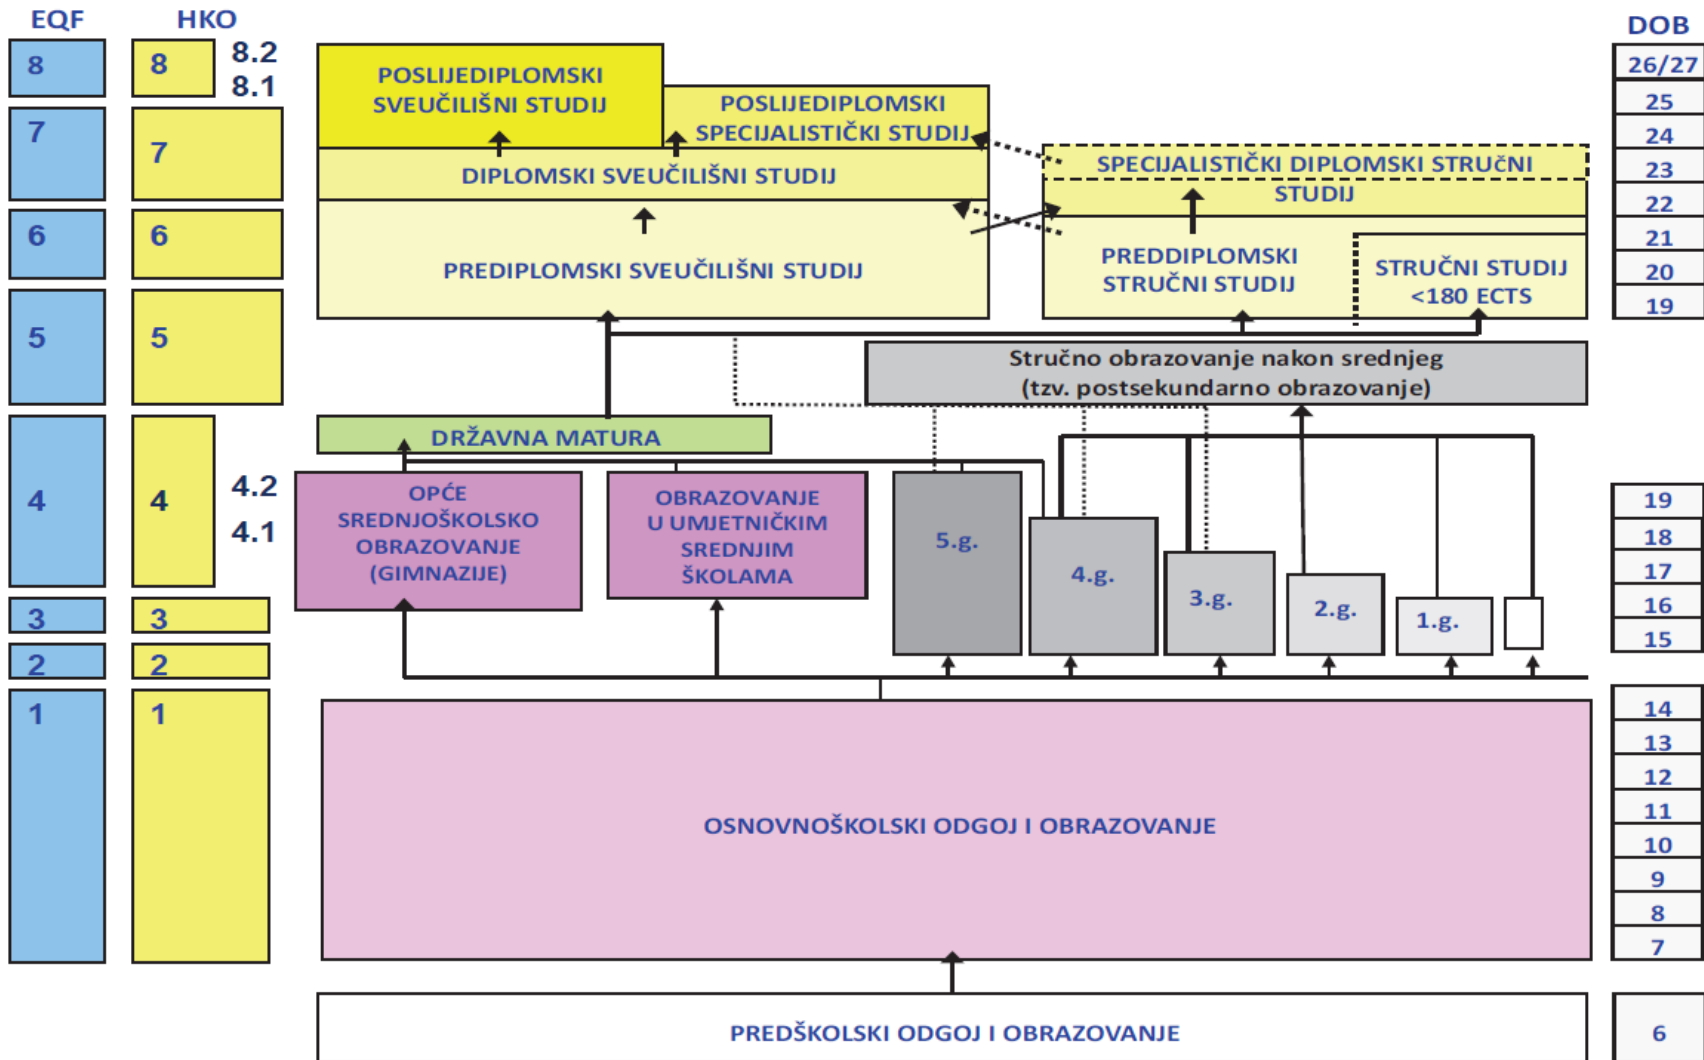 EQF
HKO
DOB
8
8
8.2
8.1
7
7
6
6
5
5
4
4
4.2
4.1
3
3
2
2
1
1
POSLIJEDIPLOMSKI
SVEUČILIŠNI STUDIJ
POSLIJEDIPLOMSKI
SPECIJALISTIČKI STUDIJ
DIPLOMSKI SVEUČILIŠNI STUDIJ
PREDIPLOMSKI SVEUČILIŠNI STUDIJ
SPECIJALISTIČKI DIPLOMSKI STRUčNI
STUDIJ
PREDDIPLOMSKI
STRUČNI STUDIJ
STRUČNI STUDIJ
<180 ECTS
Stručno obrazovanje nakon srednjeg
(tzv. postsekundarno obrazovanje)
DRŽAVNA MATURA
OPĆE
SREDNJOŠKOLSKO
OBRAZOVANJE
(GIMNAZIJE)
OBRAZOVANJE
U UMJETNIČKIM
SREDNJIM
ŠKOLAMA
5.g.
4.g.
3.g.
2.g.
1.g.
OSNOVNOŠKOLSKI ODGOJ I OBRAZOVANJE
PREDŠKOLSKI ODGOJ I OBRAZOVANJE
26/27
25
24
23
22
21
20
19
19
18
17
16
15
14
13
12
11
10
9
8
7
6